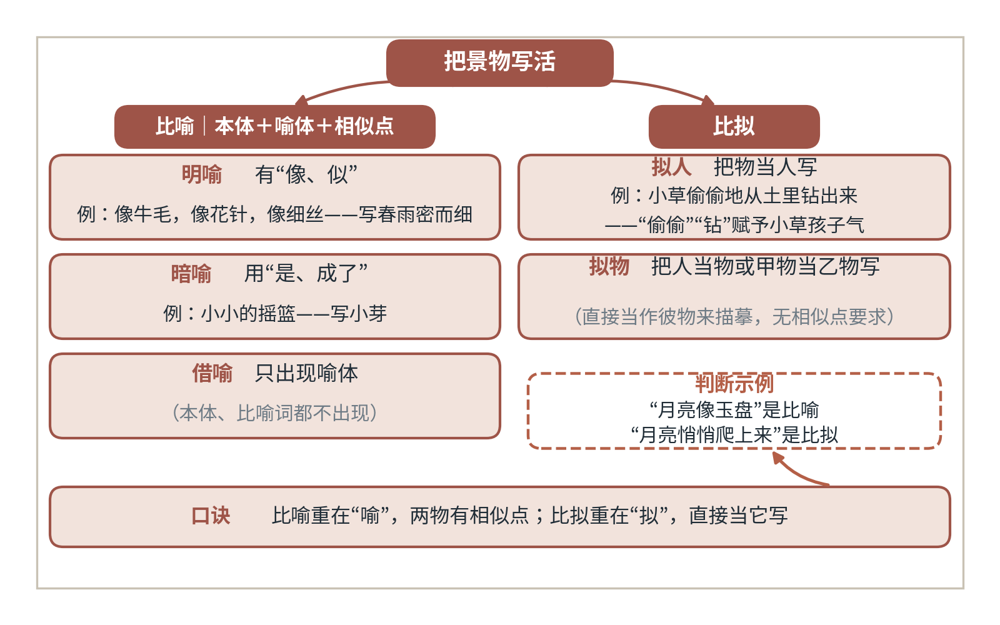 把景物写活
比喻｜本体＋喻体＋相似点
明喻　有“像、似”
例：像牛毛，像花针，像细丝——写春雨密而细
暗喻　用“是、成了”
例：小小的摇篮——写小芽
借喻　只出现喻体
（本体、比喻词都不出现）
比拟
拟人　把物当人写
例：小草偷偷地从土里钻出来
——“偷偷”“钻”赋予小草孩子气
拟物　把人当物或甲物当乙物写
（直接当作彼物来描摹，无相似点要求）
判断示例
“月亮像玉盘”是比喻
“月亮悄悄爬上来”是比拟
口诀　比喻重在“喻”，两物有相似点；比拟重在“拟”，直接当它写